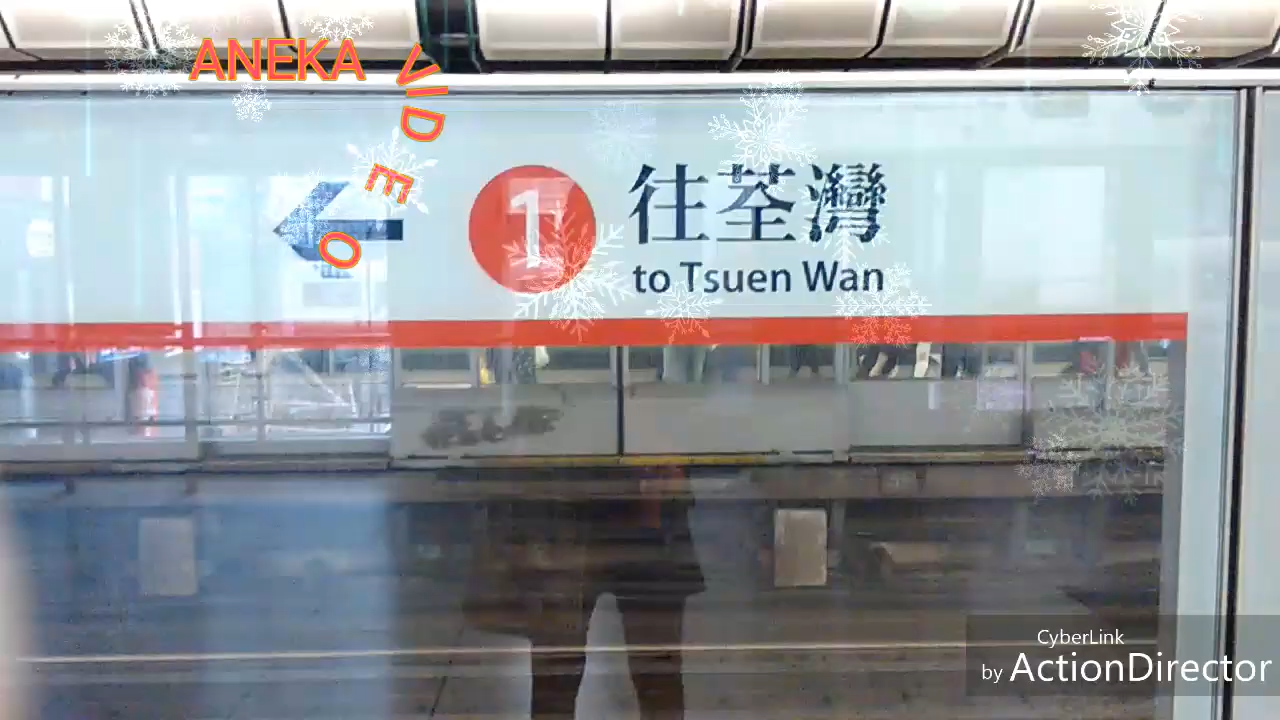 ANEKA VIDEO
1
往荃灣
to Tsuen Wan
CyberLink
by ActionDirector